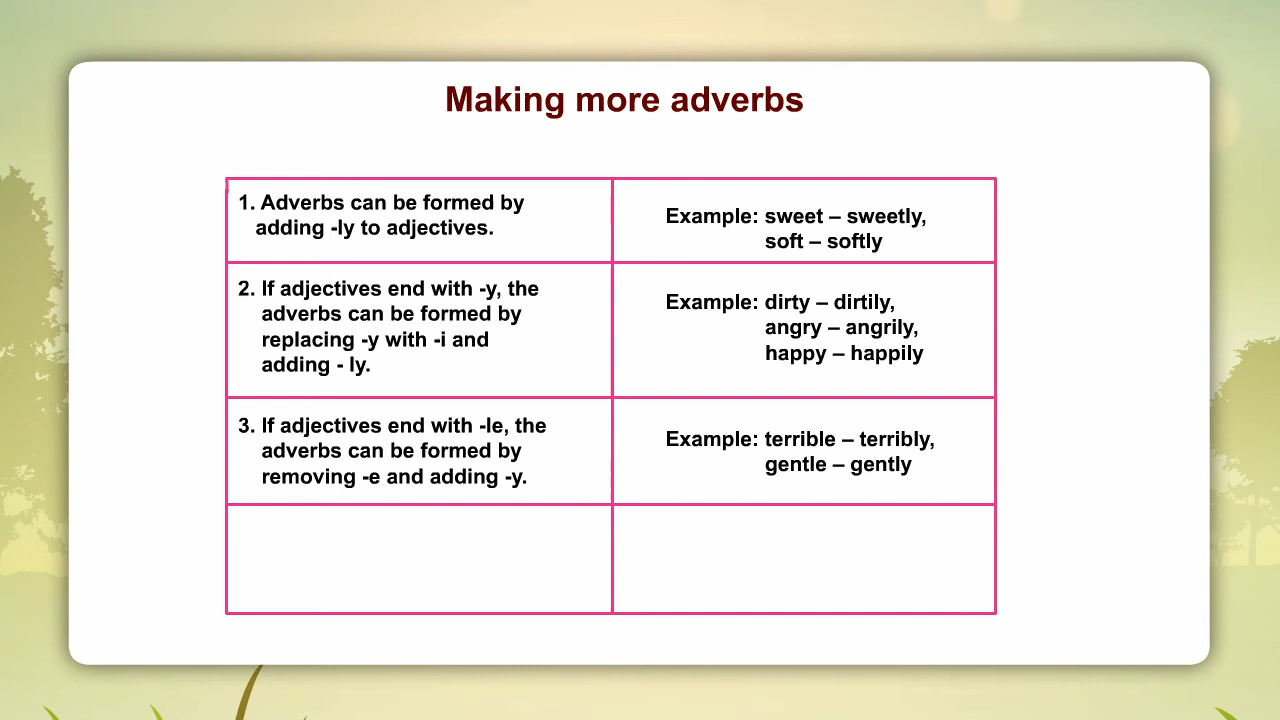 Making more adverbs
1. Adverbs can be formed by
adding -ly to adjectives.
Example: sweet – sweetly,
soft – softly
2. If adjectives end with -y, the
adverbs can be formed by
replacing -y with -i and
adding - ly.
Example: dirty – dirtily,
angry – angrily,
happy – happily
3. If adjectives end with -le, the
adverbs can be formed by
removing -e and adding -y.
Example: terrible – terribly,
gentle – gently